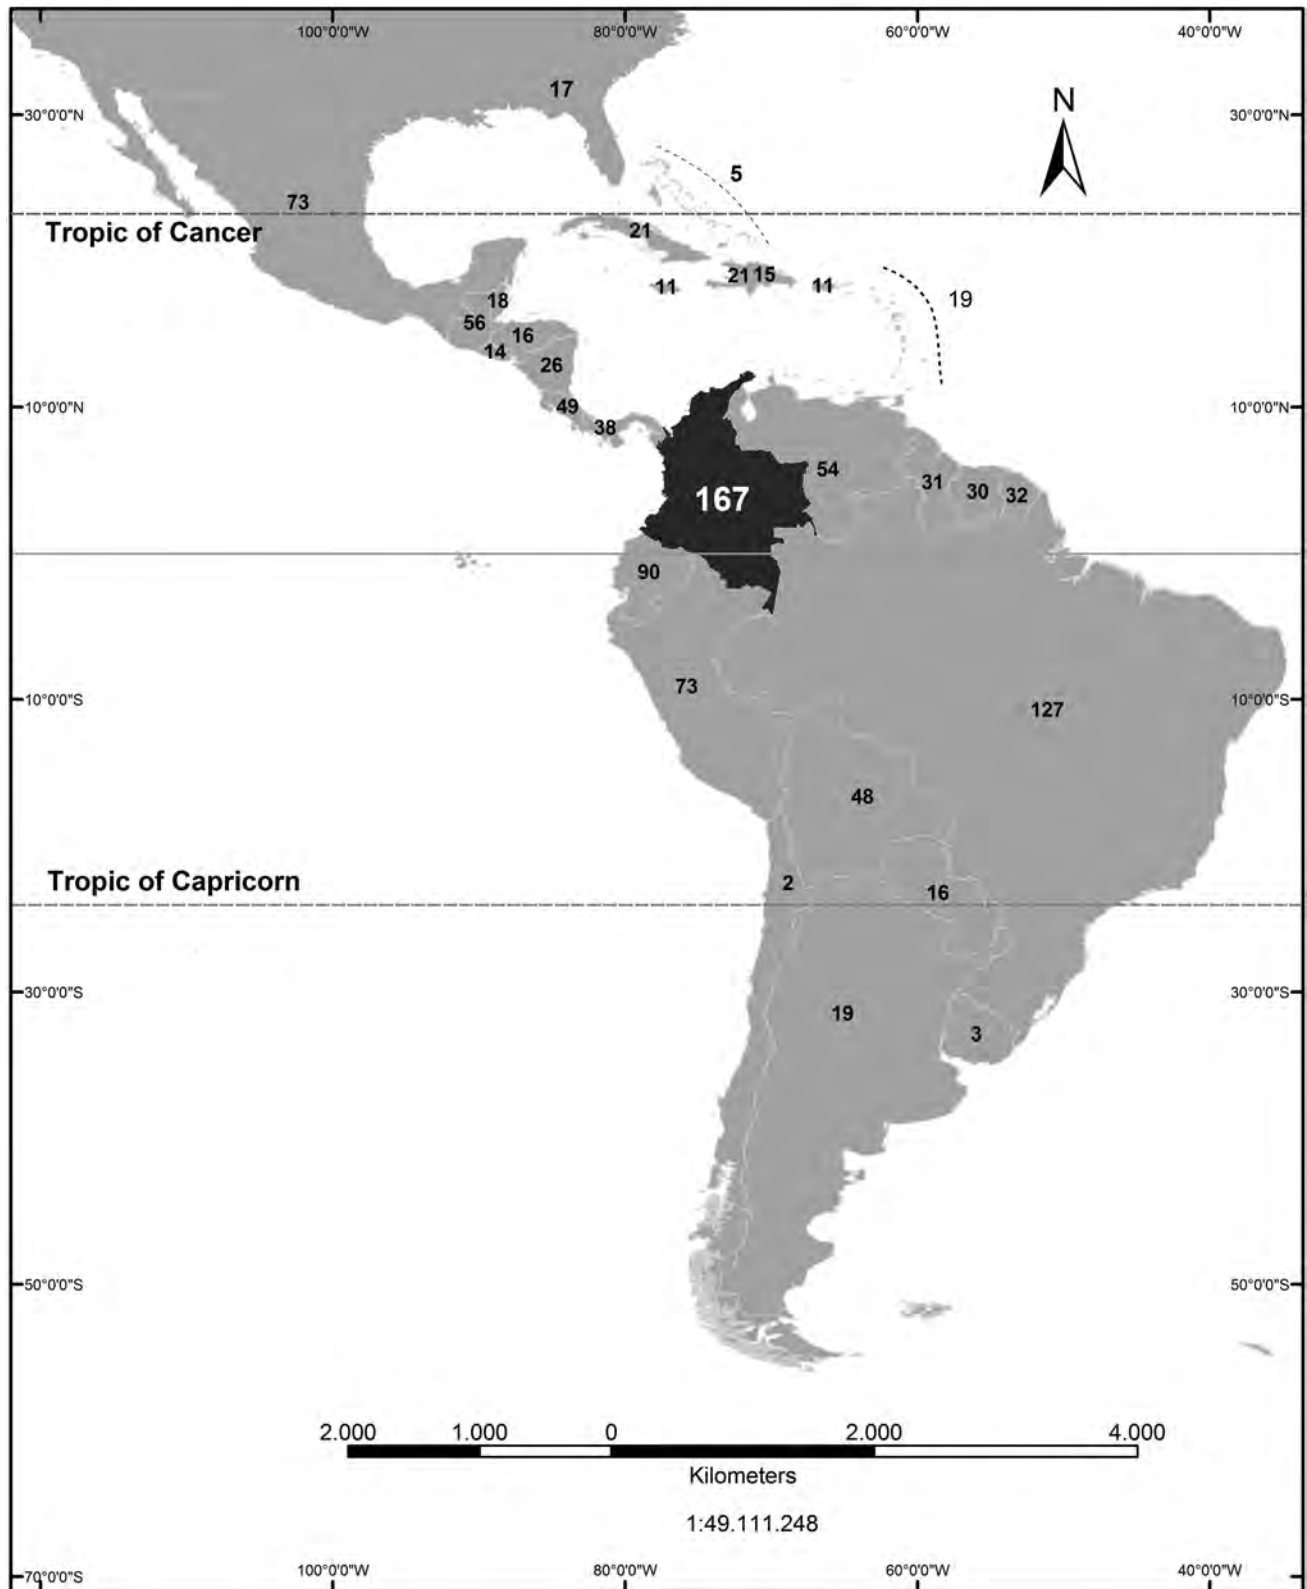 100°0'0"W 80°0'0"W 60°0'0"W 40°0'0"W
17
N
30°0'0"N 30°0'0"N
5
73
Tropic of Cancer
21
21 15
11 11
19
18
56
16
14
26
10°0'0"N 49 10°0'0"N
38
54
31
30 32
167
90
73
10°0'0"S 10°0'0"S
127
48
Tropic of Capricorn
2
16
30°0'0"S 30°0'0"S
19
3
50°0'0"S 50°0'0"S
2.000 1.000 0 2.000 4.000
Kilometers
1:49.111.248
100°0'0"W 80°0'0"W 60°0'0"W 40°0'0"W
70°0'0"S 70°0'0"S